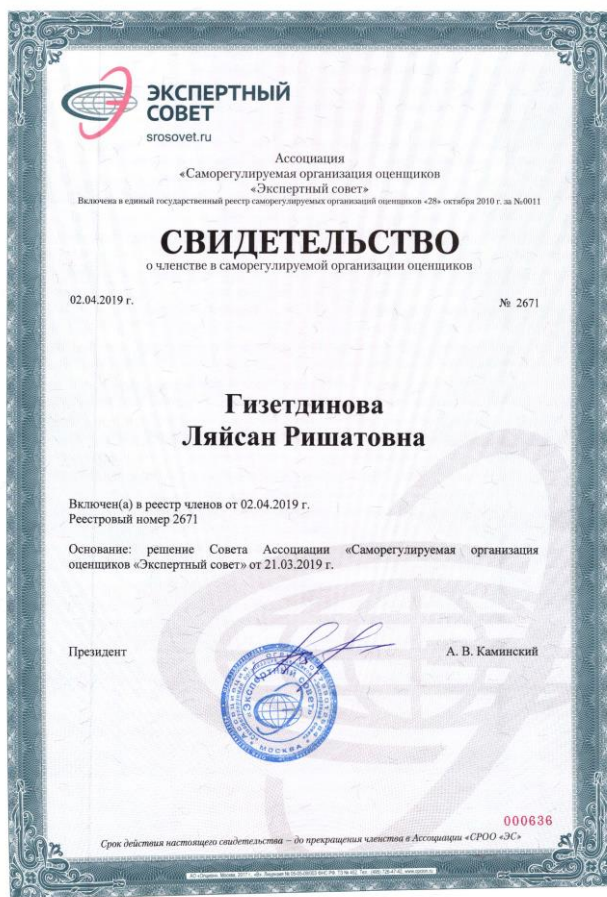 ЭКСПЕРТНЫЙ
СОВЕТ
srosovet.ru
Ассоциация
«Саморегулируемая организация оценщиков
«Экспертный совет»
Включена в единый государственный реестр саморегулируемых организаций оценщиков «28» октября 2010 г. за №0011
СВИДЕТЕЛЬСТВО
о членстве в саморегулируемой организации оценщиков
02.04.2019 г.
№ 2671
Гизетдинова
Ляйсан Ришатовна
Включен(а) в реестр членов от 02.04.2019 г.
Реестровый номер 2671
Основание: решение Совета Ассоциации «Саморегулируемая организация
оценщиков «Экспертный совет» от 21.03.2019 г.
Президент
А. В. Каминский
«Экспертный совет»
МОСКВА
000636
Срок действия настоящего свидетельства – до прекращения членства в Ассоциации «СРОО «ЭС»